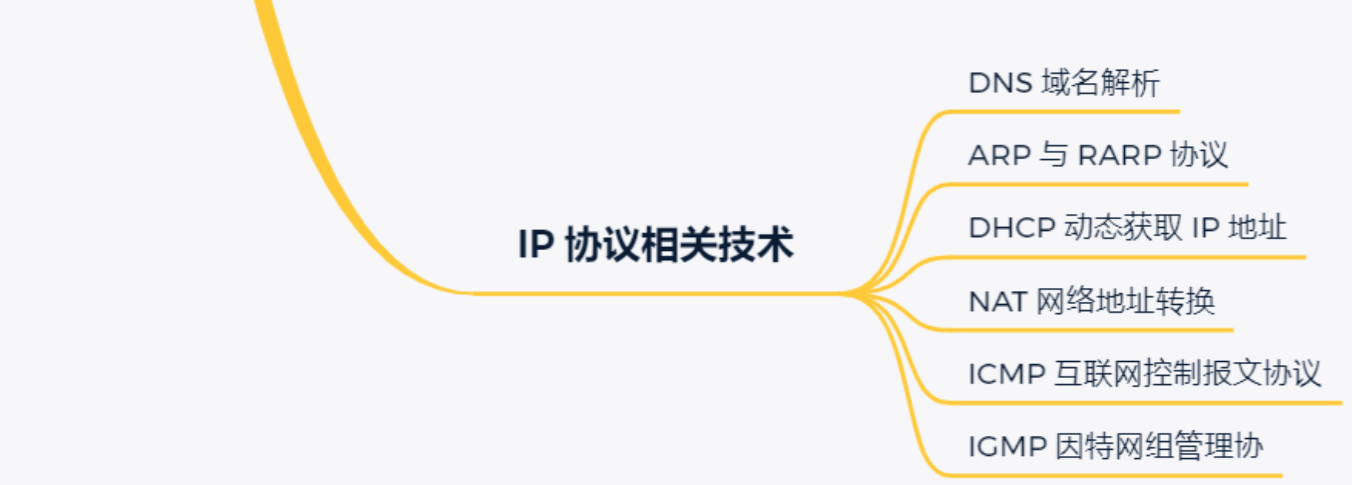 DNS 域名解析
ARP 与 RARP 协议
DHCP 动态获取 IP 地址
IP 协议相关技术
NAT 网络地址转换
ICMP 互联网控制报文协议
IGMP 因特网组管理协